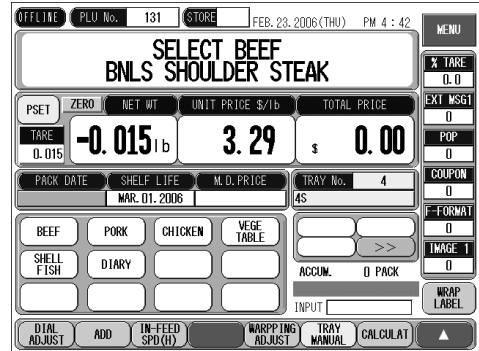 OFFLINE PLU No. 131 STORE FEB. 23. 2006(THU) PM 4:42 MENU
SELECT BEEF
BNLS SHOULDER STEAK
% TARE
0.0
EXT MSG1
0
PSET ZERO NET WT UNIT PRICE $/lb TOTAL PRICE
TARE
0.015
-0.015 lb 3.29 $ 0.00
POP
0
COUPON
0
PACK DATE SHELF LIFE M.D.PRICE TRAY No. 4
MAR. 01. 2006 4S
F-FORMAT
0
BEEF PORK CHICKEN VEGE
TABLE
>>
IMAGE 1
0
SHELL
FISH
DIARY
ACCUM. 0 PACK
WRAP
LABEL
INPUT
DIAL
ADJUST
ADD
IN-FEED
SPD(H)
WARPPING
ADJUST
TRAY
MANUAL
CALCULAT
▲